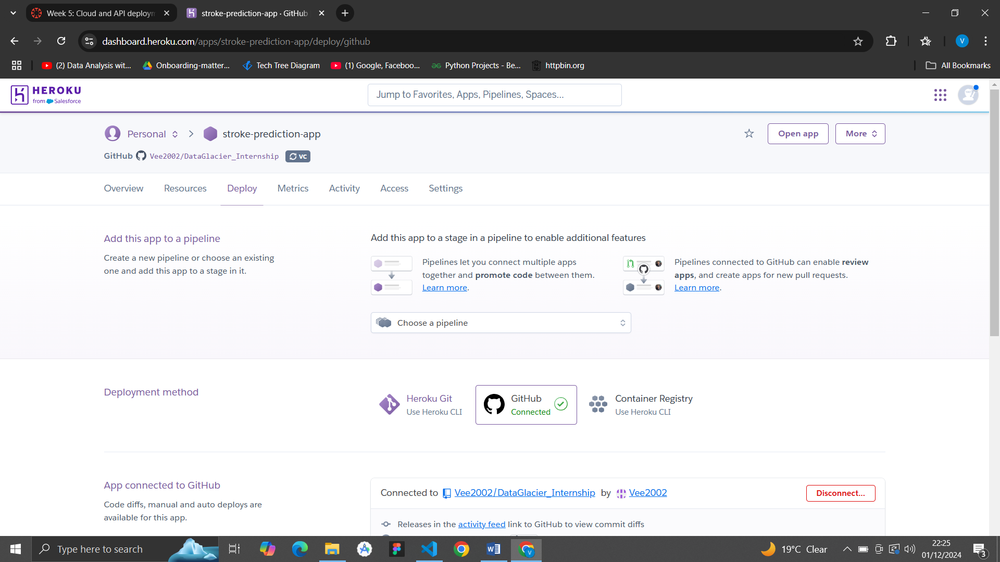 Week 5: Cloud and API deploym
stroke-prediction-app · GitHub
dashboard.heroku.com/apps/stroke-prediction-app/deploy/github
V
(2) Data Analysis wit...
Onboarding-matter...
Tech Tree Diagram
(1) Google, Faceboo...
Python Projects - Be...
httpbin.org
All Bookmarks
HEROKU
from Salesforce
Jump to Favorites, Apps, Pipelines, Spaces...
Personal
stroke-prediction-app
Open app
More
GitHub Vee2002/DataGlacier_Internship vc
Overview
Resources
Deploy
Metrics
Activity
Access
Settings
Add this app to a pipeline
Create a new pipeline or choose an existing
one and add this app to a stage in it.
Add this app to a stage in a pipeline to enable additional features
Pipelines let you connect multiple apps
together and promote code between them.
Learn more.
Pipelines connected to GitHub can enable review
apps, and create apps for new pull requests.
Learn more.
Choose a pipeline
Deployment method
Heroku Git
Use Heroku CLI
GitHub
Connected
Container Registry
Use Heroku CLI
App connected to GitHub
Code diffs, manual and auto deploys are
available for this app.
Connected to Vee2002/DataGlacier_Internship by Vee2002
Disconnect...
Releases in the activity feed link to GitHub to view commit diffs
Type here to search
19°C Clear
22:25
01/12/2024
3